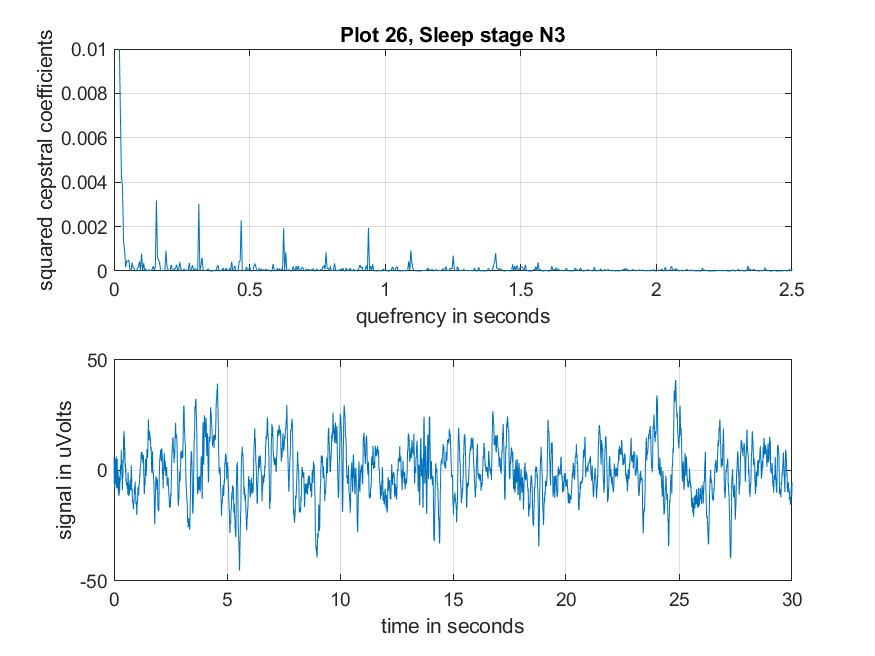 Plot 26, Sleep stage N3
squared cepstral coefficients
0.01
0.008
0.006
0.004
0.002
0
0 0.5 1 1.5 2 2.5
quefrency in seconds
signal in uVolts
50
0
-50
0 5 10 15 20 25 30
time in seconds